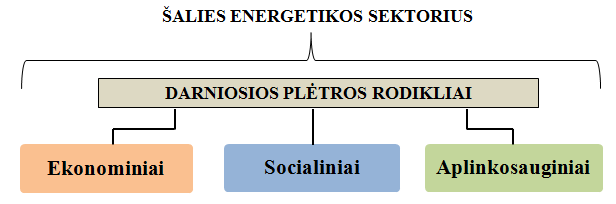 ŠALIES ENERGETIKOS SEKTORIUS
DARNIOSIOS PLĖTROS RODIKLIAI
Ekonominiai
Socialiniai
Aplinkosauginiai